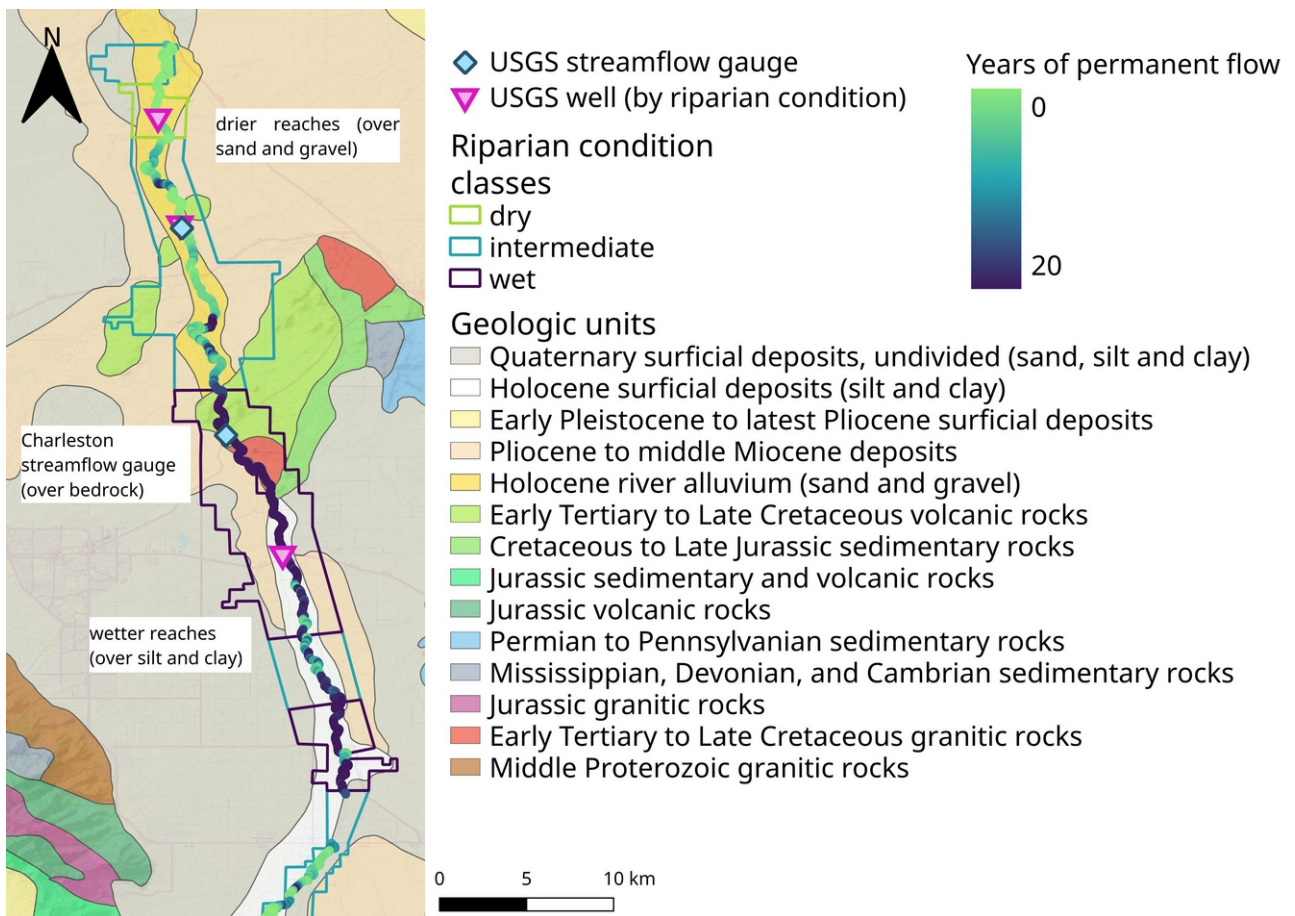 N
drier reaches (over
sand and gravel)
Charleston
streamflow gauge
(over bedrock)
wetter reaches
(over silt and clay)
USGS streamflow gauge
USGS well (by riparian condition)
Riparian condition
classes
dry
intermediate
wet
Geologic units
Quaternary surficial deposits, undivided (sand, silt and clay)
Holocene surficial deposits (silt and clay)
Early Pleistocene to latest Pliocene surficial deposits
Pliocene to middle Miocene deposits
Holocene river alluvium (sand and gravel)
Early Tertiary to Late Cretaceous volcanic rocks
Cretaceous to Late Jurassic sedimentary rocks
Jurassic sedimentary and volcanic rocks
Jurassic volcanic rocks
Permian to Pennsylvanian sedimentary rocks
Mississippian, Devonian, and Cambrian sedimentary rocks
Jurassic granitic rocks
Early Tertiary to Late Cretaceous granitic rocks
Middle Proterozoic granitic rocks
Years of permanent flow
0
20
0 5 10 km